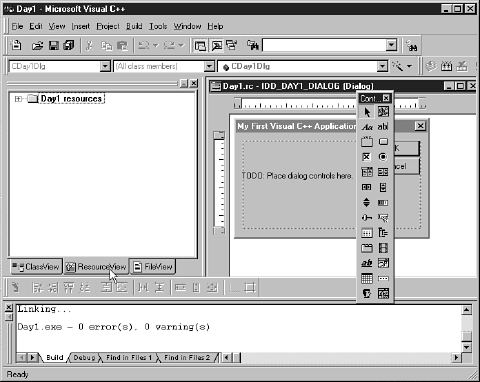 Day1 - Microsoft Visual C++
File Edit View Insert Project Build Tools Window Help
CDay1Dlg
(All class members)
CDay1Dlg
Day1 resources
Day1.rc - IDD_DAY1_DIALOG (Dialog)
Cont...
Aa
ab|
My First Visual C++ Application
TODO: Place dialog controls here.
ab
ClassView
ResourceView
FileView
Linking...
Day1.exe - 0 error(s), 0 warning(s)
Build
Debug
Find in Files 1
Find in Files 2
Ready